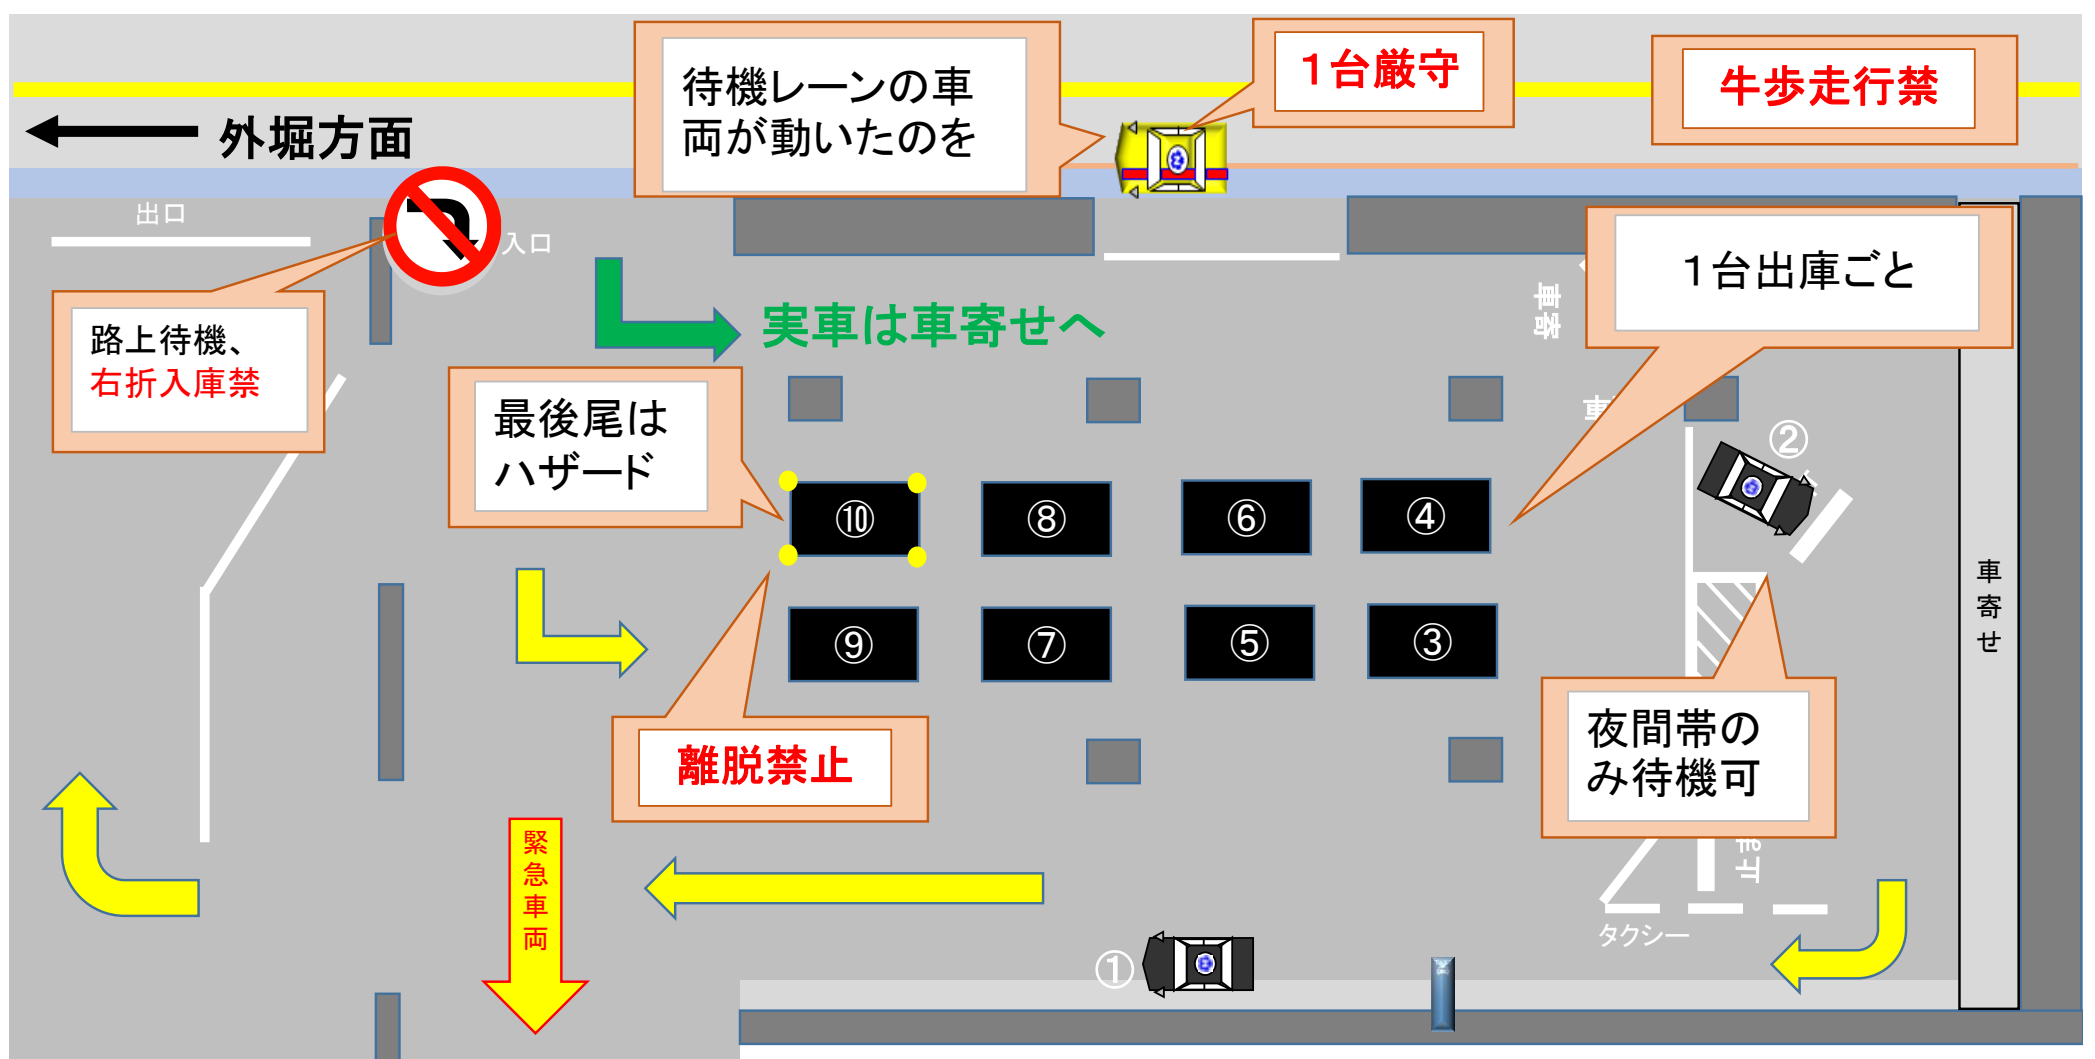 待機レーンの車
両が動いたのを
1台厳守
牛歩走行禁
外堀方面
出口
入口
路上待機、
右折入庫禁
実車は車寄せへ
車寄
1台出庫ごと
最後尾は
ハザード
②
⑩
⑧
⑥
④
⑨
⑦
⑤
③
車
寄
せ
離脱禁止
夜間帯の
み待機可
緊
急
車
両
タクシー
①